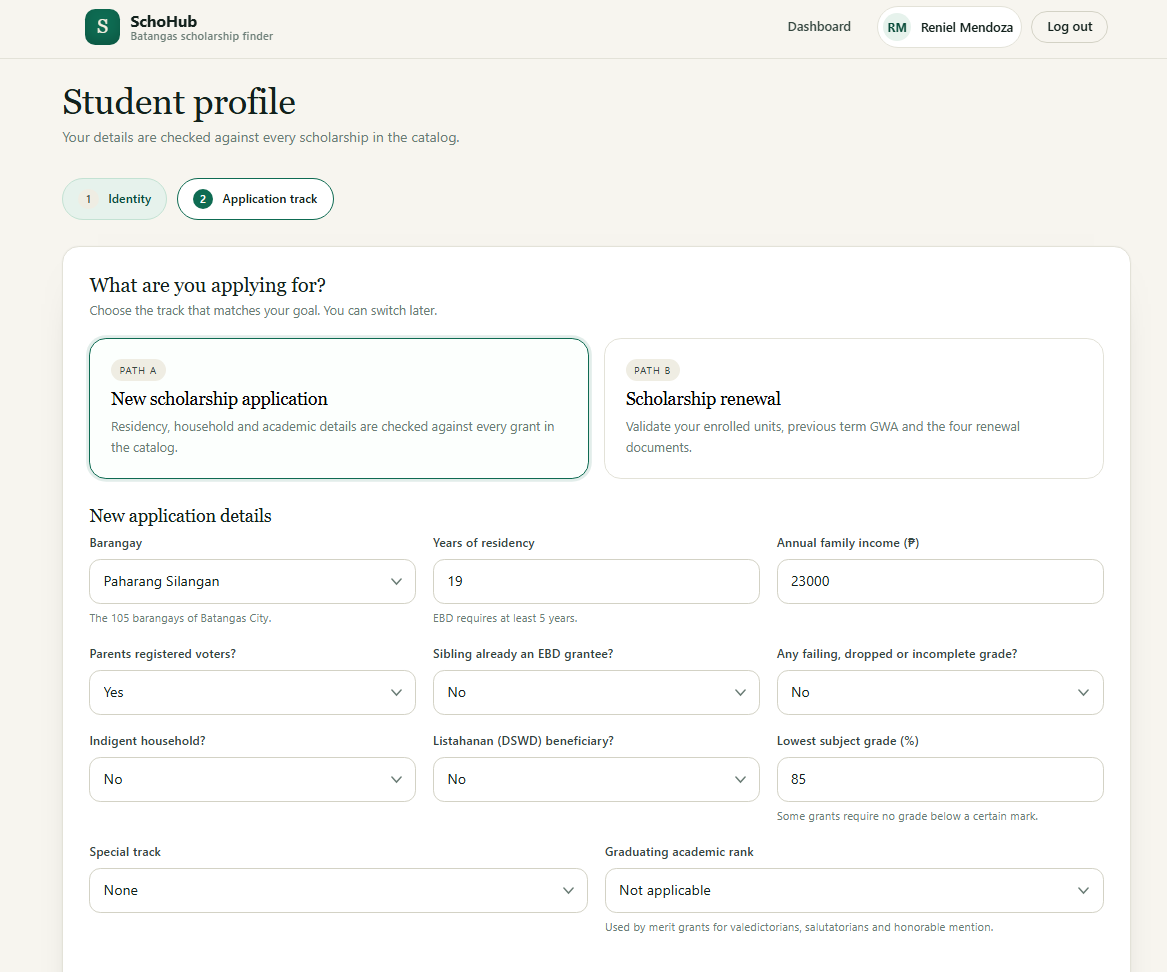 S
SchoHub
Batangas scholarship finder
Dashboard
RM
Reniel Mendoza
Log out
Student profile
Your details are checked against every scholarship in the catalog.
1 Identity
2 Application track
What are you applying for?
Choose the track that matches your goal. You can switch later.
PATH A
New scholarship application
Residency, household and academic details are checked against every grant in
the catalog.
PATH B
Scholarship renewal
Validate your enrolled units, previous term GWA and the four renewal
documents.
New application details
Barangay
Paharang Silangan
The 105 barangays of Batangas City.
Years of residency
19
EBD requires at least 5 years.
Annual family income (₱)
23000
Parents registered voters?
Yes
Sibling already an EBD grantee?
No
Any failing, dropped or incomplete grade?
No
Indigent household?
No
Listahanan (DSWD) beneficiary?
No
Lowest subject grade (%)
85
Some grants require no grade below a certain mark.
Special track
None
Graduating academic rank
Not applicable
Used by merit grants for valedictorians, salutatorians and honorable mention.